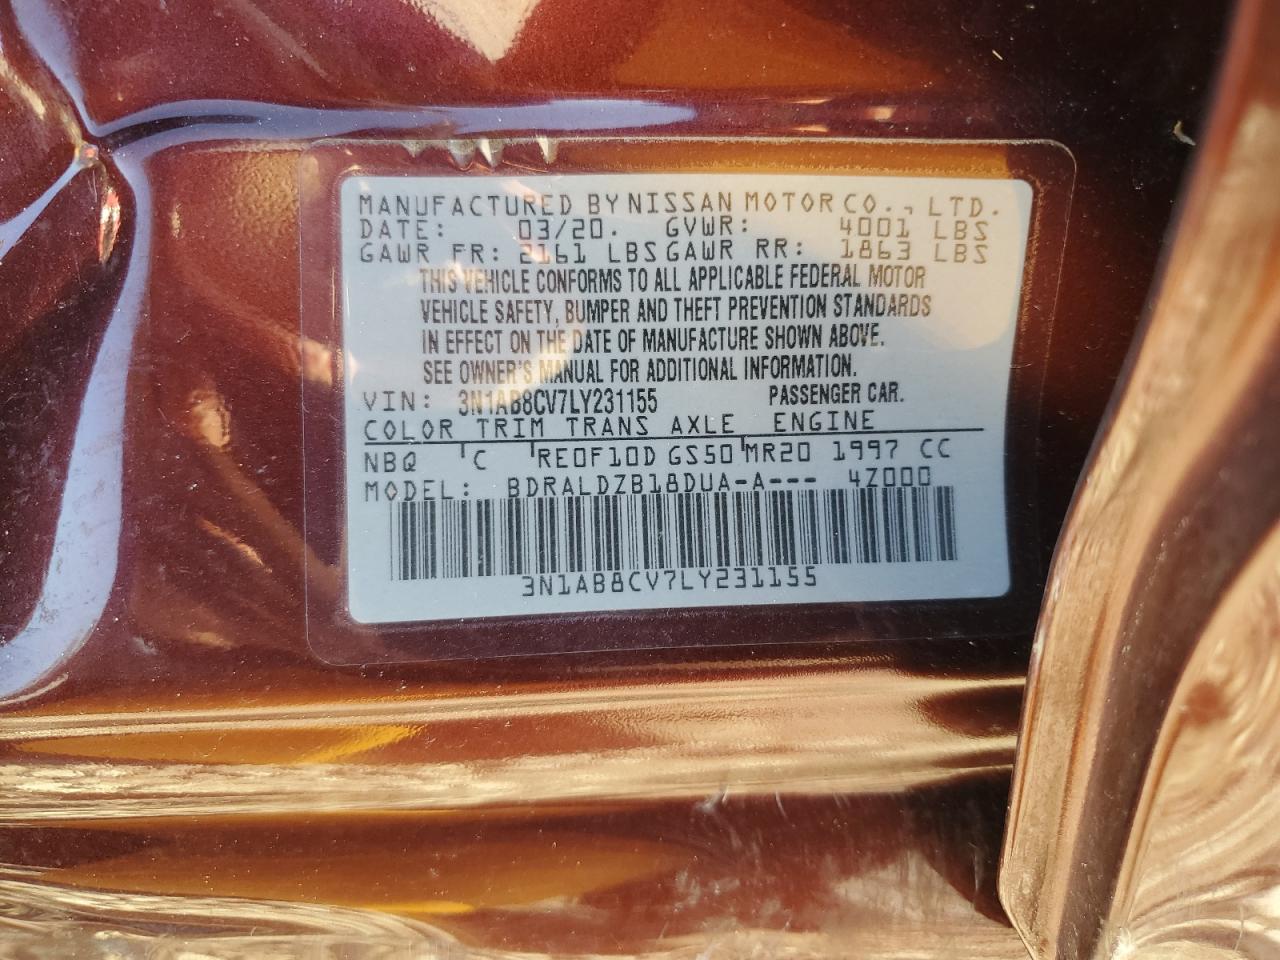 MANUFACTURED BY NISSAN MOTOR CO., LTD.
DATE: 03/20. GVWR: 4001 LBS
GAWR FR: 2161 LBS GAWR RR: 1863 LBS
THIS VEHICLE CONFORMS TO ALL APPLICABLE FEDERAL MOTOR
VEHICLE SAFETY, BUMPER AND THEFT PREVENTION STANDARDS
IN EFFECT ON THE DATE OF MANUFACTURE SHOWN ABOVE.
SEE OWNER'S MANUAL FOR ADDITIONAL INFORMATION.
VIN: 3N1AB8CV7LY231155 PASSENGER CAR.
COLOR TRIM TRANS AXLE ENGINE
NBQ C RE0F10D GS50 MR20 1997 CC
MODEL: BDRALDZB18DUA-A--- 4Z000
3N1AB8CV7LY231155